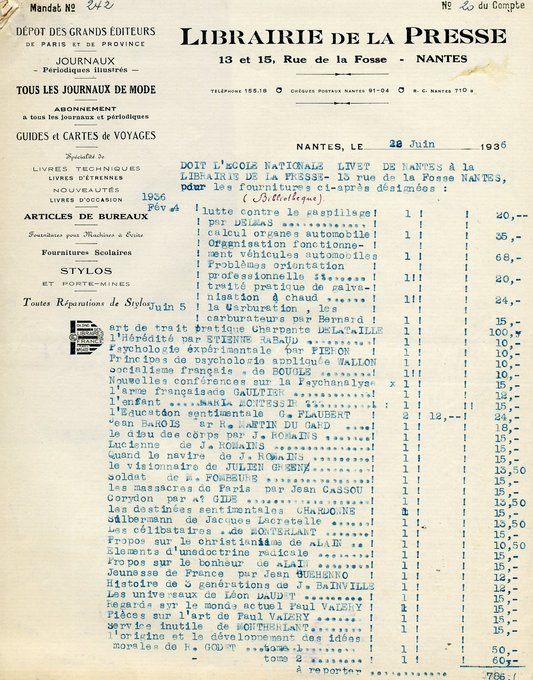 Mandat Nº 242
Nº 20 du Compte
DÉPOT DES GRANDS ÉDITEURS
DE PARIS ET DE PROVINCE
JOURNAUX
- Périodiques illustrés -
TOUS LES JOURNAUX DE MODE
ABONNEMENT
à tous les journaux et périodiques
GUIDES et CARTES de VOYAGES
Spécialité de
LIVRES TECHNIQUES
LIVRES D'ÉTRENNES
NOUVEAUTÉS
LIVRES D'OCCASION
ARTICLES DE BUREAUX
Fournitures pour Machines à Ecrire
Fournitures Scolaires
STYLOS
ET PORTE-MINES
Toutes Réparations de Stylos
LIBRAIRIE DE LA PRESSE
13 et 15, Rue de la Fosse - NANTES
TÉLÉPHONE 155.18 CHÈQUES POSTAUX NANTES 91-04 R. C. NANTES 710
NANTES, LE 22 Juin 1936
DOIT L'ECOLE NATIONALE LIVET DE NANTES à la
LIBRAIRIE DE LA PRESSE- 13 rue de la Fosse NANTES,
pour les fournitures ci-après désignées :
(Bibliothèque)
1936
Fév.4 lutte contre le gaspillage
par DELMAS 1 20,--
calcul organes automobile 1 35,-
Organisation fonctionne-
ment véhicules automobiles 1 68,-
Problèmes orientation
professionnelle 1 20,-
traité pratique de galva-
nisation à chaud 1 24,-
Juin 5 la Carburation , les
carburateurs par Bernard 1 15,-
art de trait pratique Charpente DELATAILLE 1 100,-
l'Hérédité par ETIENNE RABAUD 1 10,-
Psychologie éxpérimentale par PIERON 1 10,-
Principes de psychologie appliquée WALLON 1 10,-
Socialisme français . de BOUGLE 1 10,-
Nouvelles conférences sur la Psychanalys x 1 15,-
l'arme françaisede GAULTIER 1 12,-
l'enfant MARIA MONTESSIR 1 15,-
l'Education sentimentale G. FLAUBERT 2 12,-- 24,-
Jean BAROIS ar R. MARTIN DU GARD 1 18,-
le dieu des corps par J. ROMAINS 1 15,-
Lucienne de J. ROMAINS 1 15,-
Quand le navire de J. ROMAINS 1 15,-
le visionnaire de JULIEN GREENE 1 13,50
Soldat de M. FOMBEURE 1 15,-
les massacres de Paris par Jean CASSOU 1 15,-
Corydon par A? GIDE 1 13,50
les destinées sentimentales CHARDONNE 1 15,-
Silbermann de Jacques Lacretelle 1 13,50
Les célibataires . de MONTERLANT 1 15,-
Propos sur le christianisme de ALAIN 1 10,50
Elements d'unedoctrine radicale 1 15,-
Propos sur le bonheur de ALAIN 1 15,-
Jeunesse de France par Jean GUEHENNO 1 12,-
Histoire de 3 générations de J. BAINVILLE 1 15,-
Les universaux de Léon DAUDET 1 15,-
Regards syr le monde actuel Paul VALERY 1 15,-
Pièces sur l'art de Paul VALERY 1 15,-
service inutile de MONTHERLANT 1 15,-
l'origine et le développement des idées
morales de R. GODET - tome 1 50,-
- tome 2 60,-
à reporter 786,